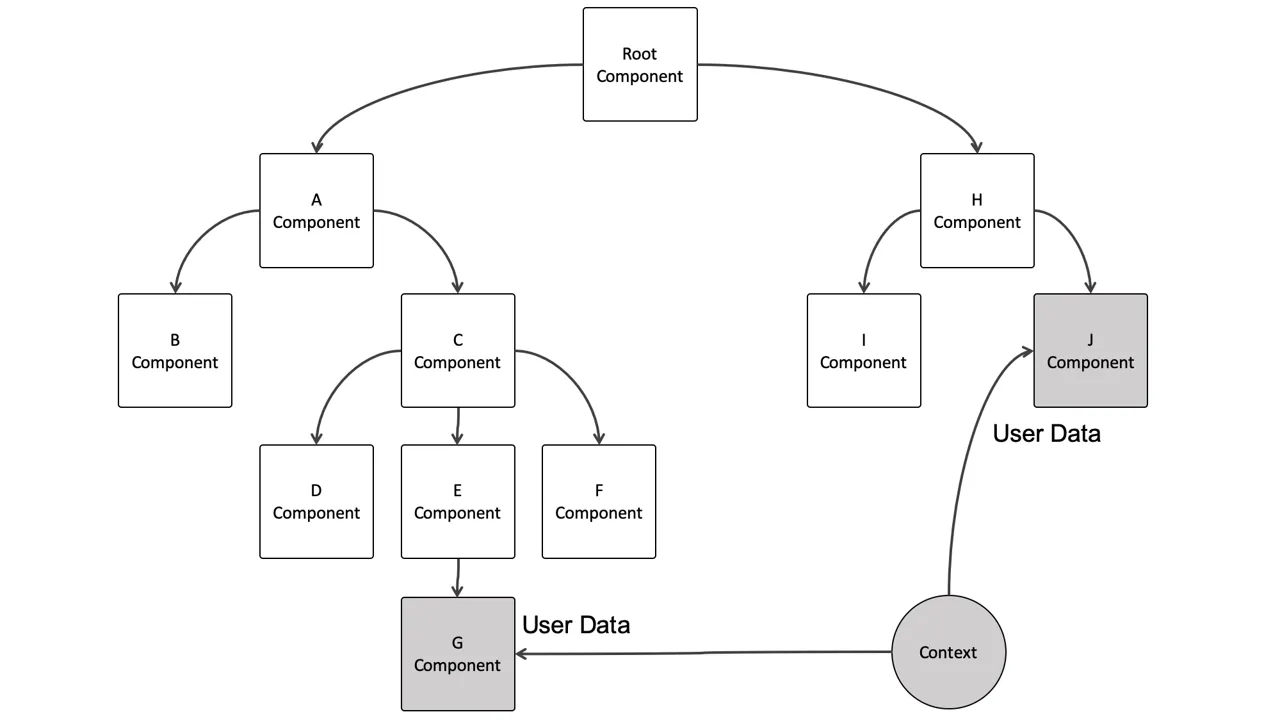 Root
Component
A
Component
H
Component
B
Component
C
Component
I
Component
J
Component
User Data
D
Component
E
Component
F
Component
User Data
G
Component
Context